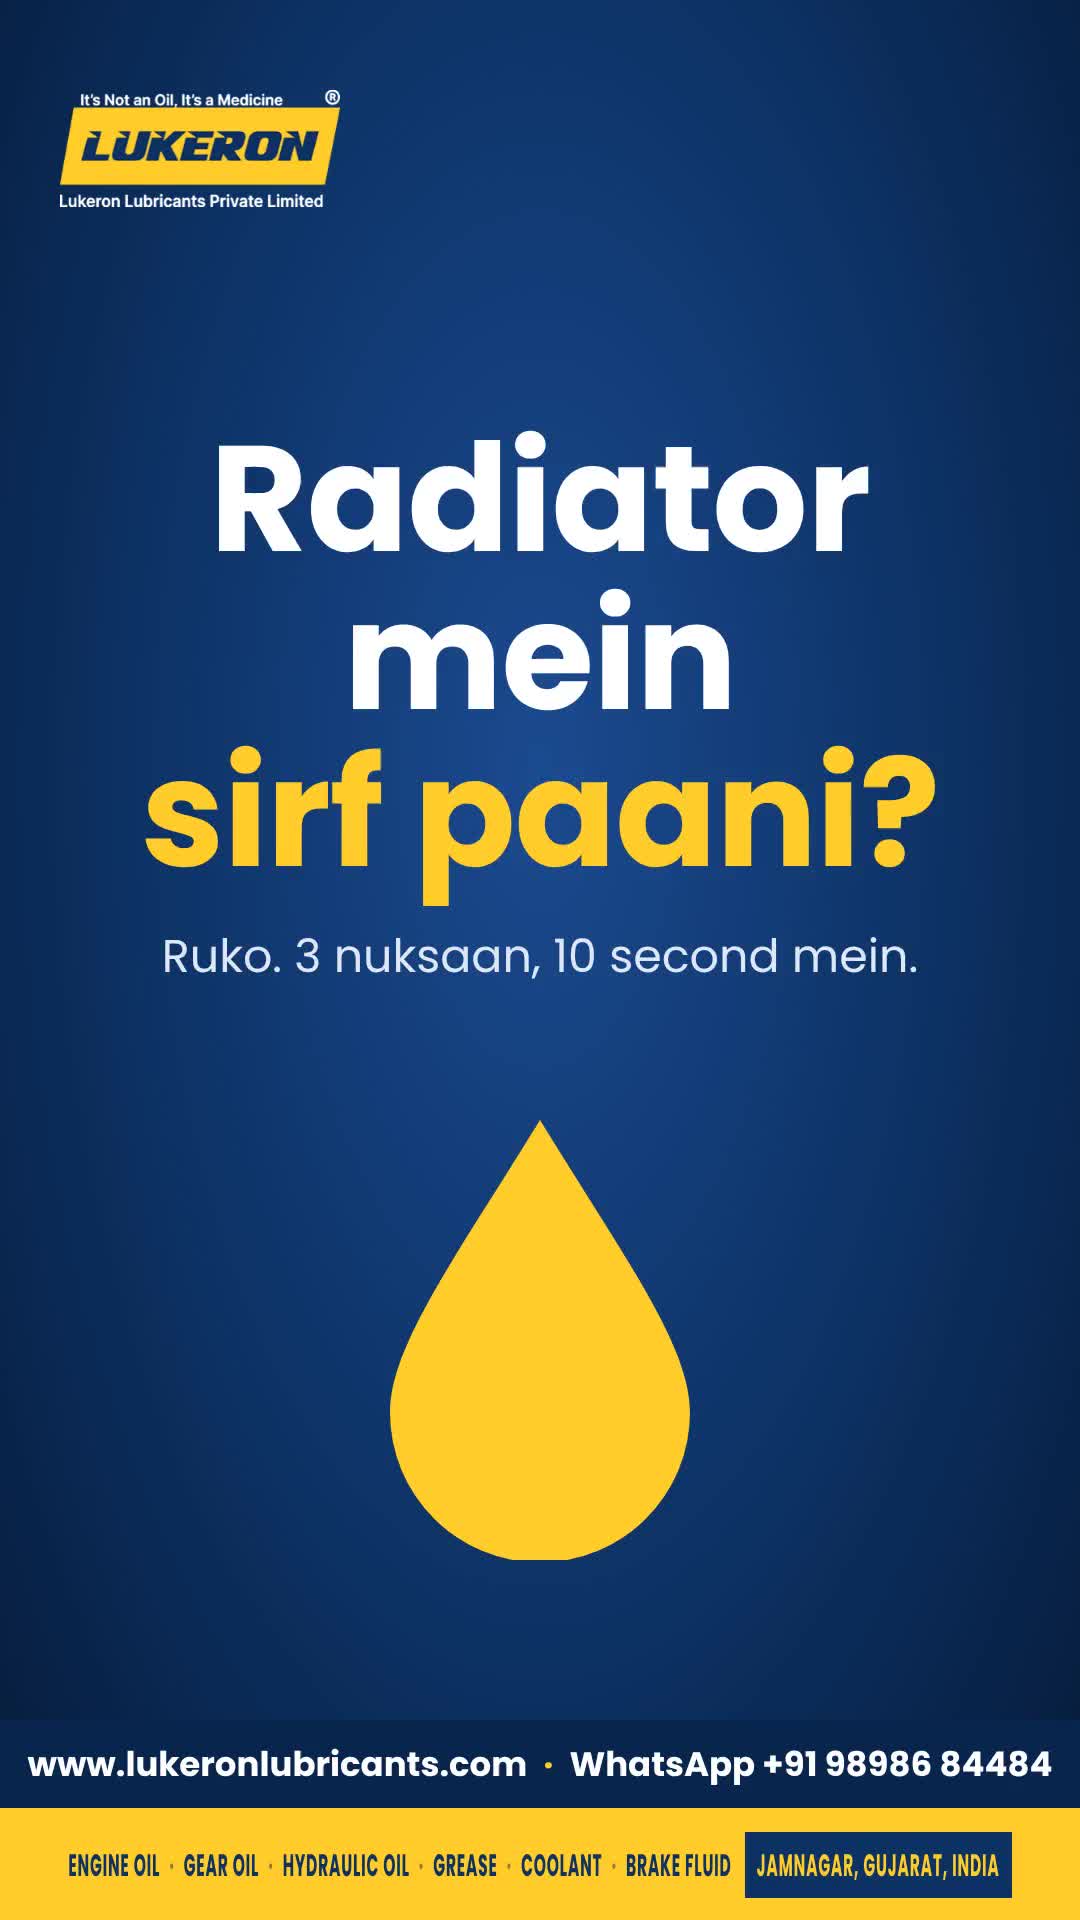 It's Not an Oil, It's a Medicine ®
LUKERON
Lukeron Lubricants Private Limited
Radiator
mein
sirf paani?
Ruko. 3 nuksaan, 10 second mein.
www.lukeronlubricants.com • WhatsApp +91 98986 84484
ENGINE OIL • GEAR OIL • HYDRAULIC OIL • GREASE • COOLANT • BRAKE FLUID JAMNAGAR, GUJARAT, INDIA